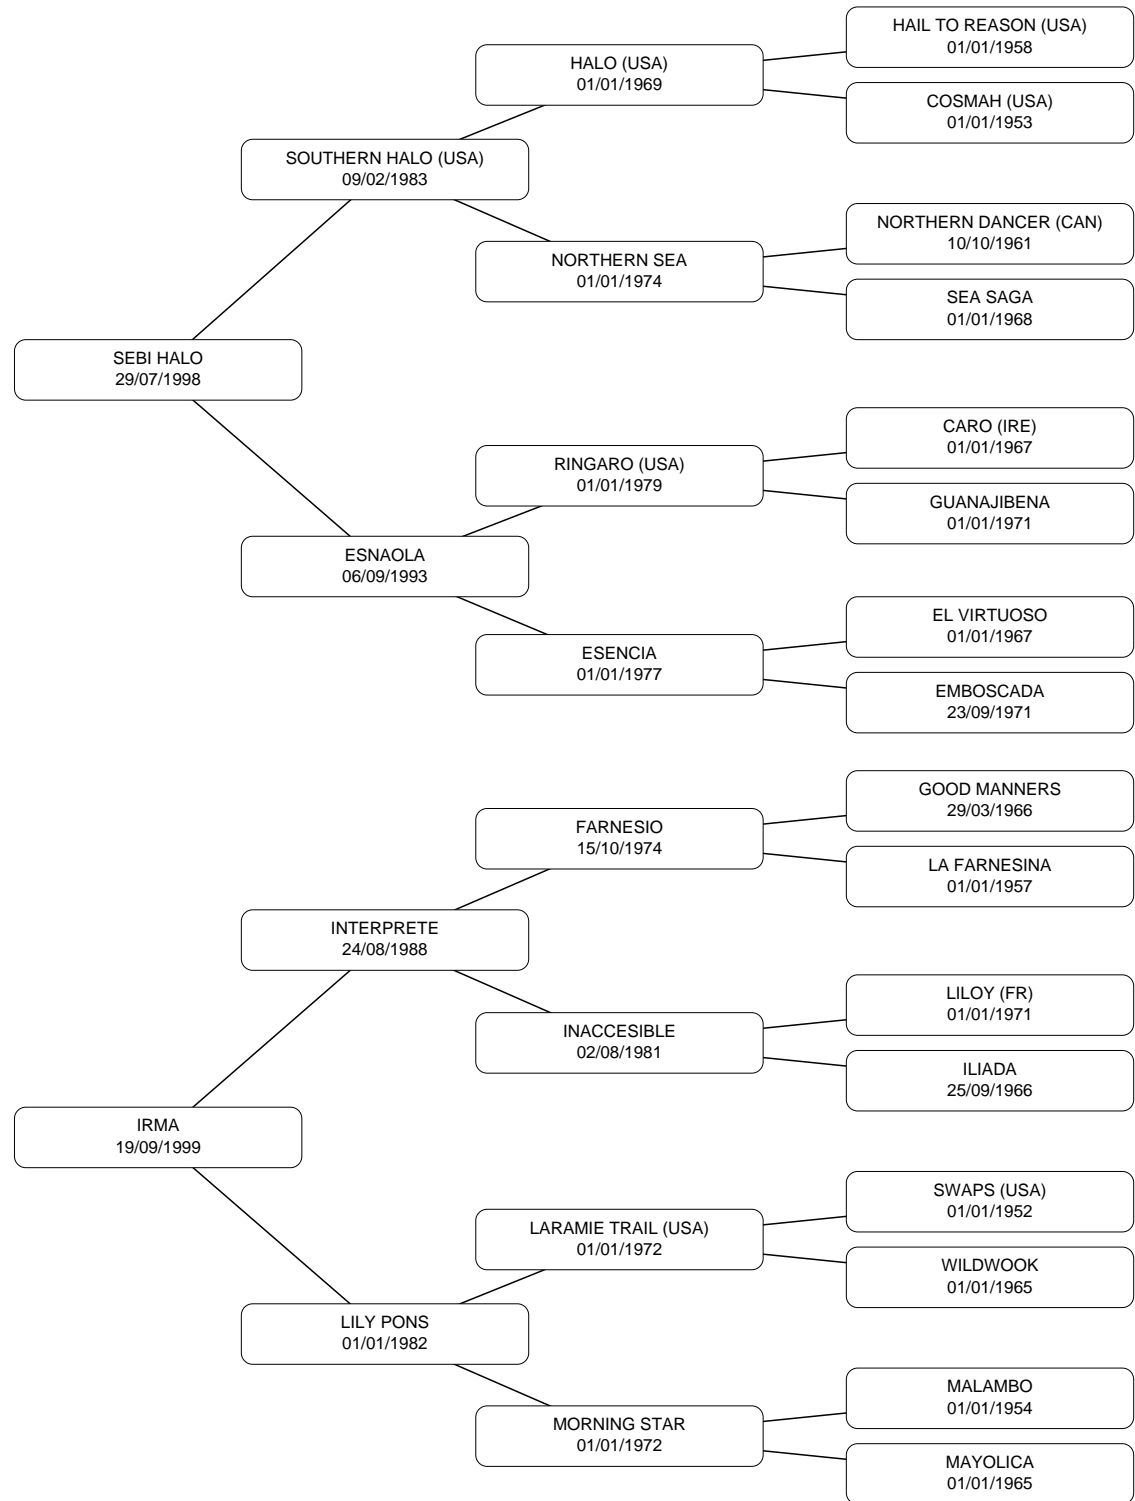 HAIL TO REASON (USA)
01/01/1958
HALO (USA)
01/01/1969
COSMAH (USA)
01/01/1953
SOUTHERN HALO (USA)
09/02/1983
NORTHERN DANCER (CAN)
10/10/1961
NORTHERN SEA
01/01/1974
SEA SAGA
01/01/1968
SEBI HALO
29/07/1998
CARO (IRE)
01/01/1967
RINGARO (USA)
01/01/1979
GUANAJIBENA
01/01/1971
ESNAOLA
06/09/1993
EL VIRTUOSO
01/01/1967
ESENCIA
01/01/1977
EMBOSCADA
23/09/1971
GOOD MANNERS
29/03/1966
FARNESIO
15/10/1974
LA FARNESINA
01/01/1957
INTERPRETE
24/08/1988
LILOY (FR)
01/01/1971
INACCESIBLE
02/08/1981
ILIADA
25/09/1966
IRMA
19/09/1999
SWAPS (USA)
01/01/1952
LARAMIE TRAIL (USA)
01/01/1972
WILDWOOK
01/01/1965
LILY PONS
01/01/1982
MALAMBO
01/01/1954
MORNING STAR
01/01/1972
MAYOLICA
01/01/1965